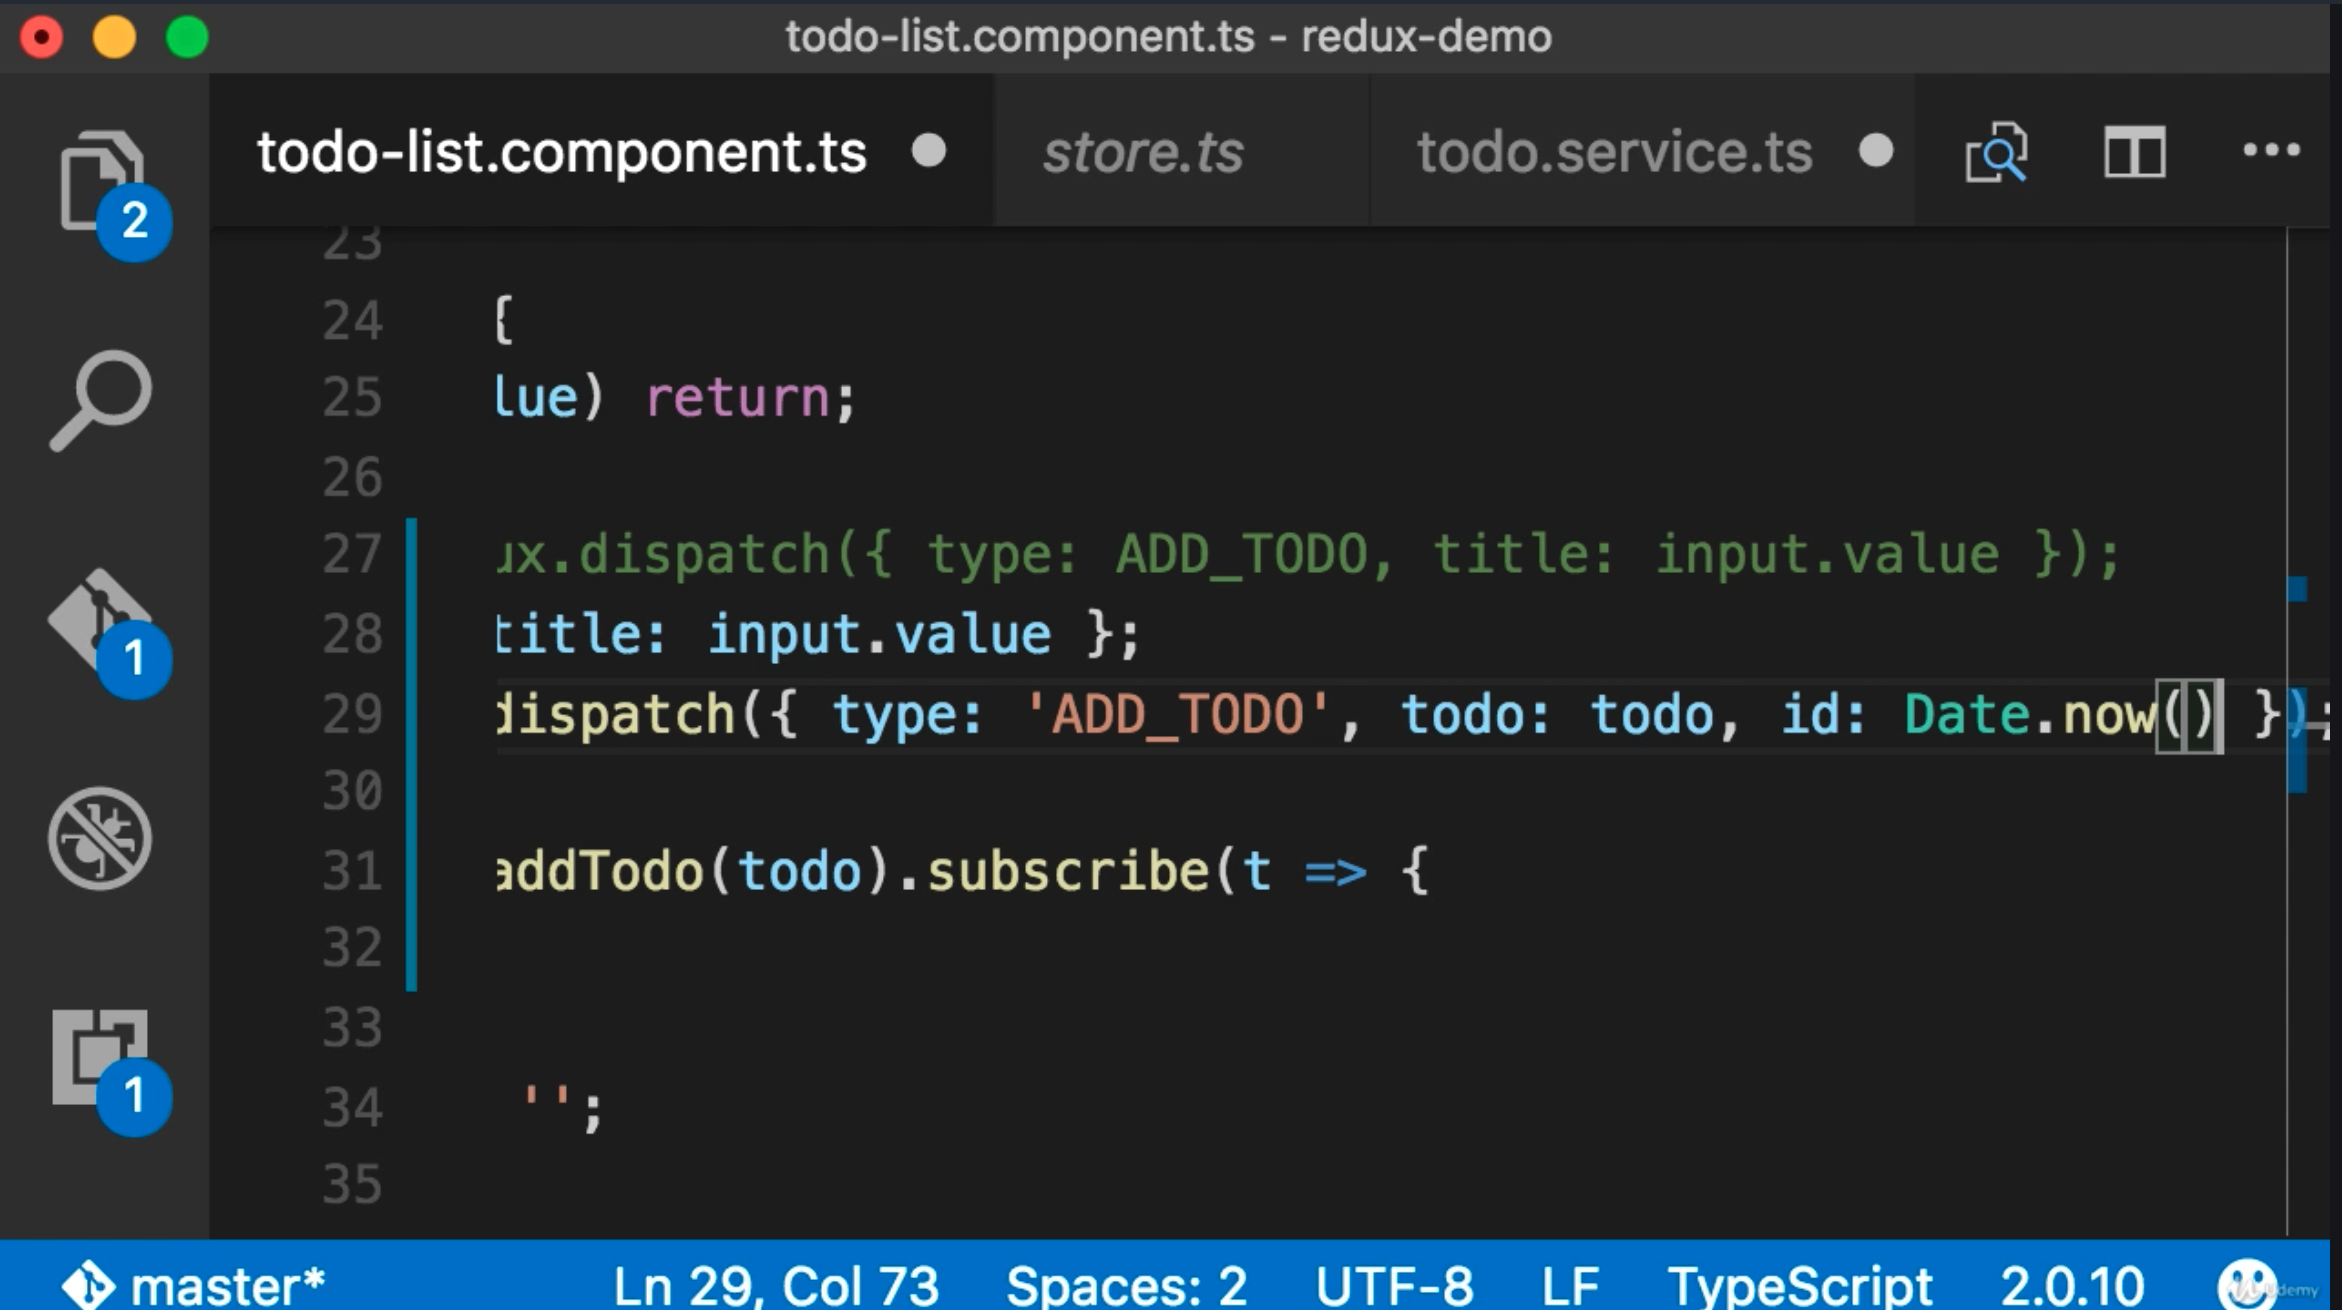 todo-list.component.ts - redux-demo
todo-list.component.ts store.ts todo.service.ts
2
23
24 {
25 lue) return;
26
27 ux.dispatch({ type: ADD_TODO, title: input.value });
28 title: input.value };
29 dispatch({ type: 'ADD_TODO', todo: todo, id: Date.now() });
30
31 addTodo(todo).subscribe(t => {
32
33
34 '';
35
1
1
master* Ln 29, Col 73 Spaces: 2 UTF-8 LF TypeScript 2.0.10
Udemy